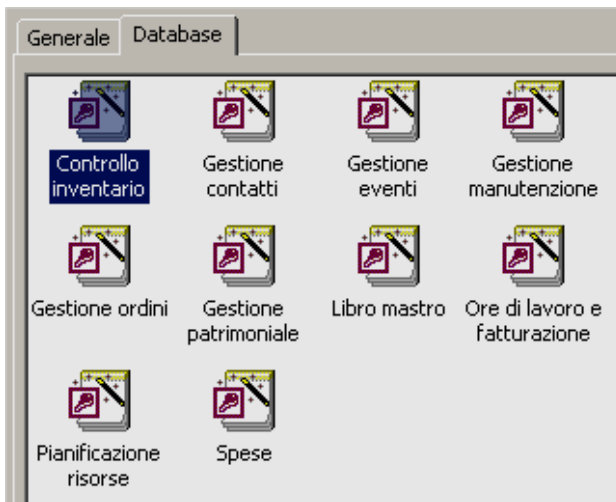 Generale Database
Controllo inventario
Gestione contatti
Gestione eventi
Gestione manutenzione
Gestione ordini
Gestione patrimoniale
Libro mastro
Ore di lavoro e fatturazione
Pianificazione risorse
Spese